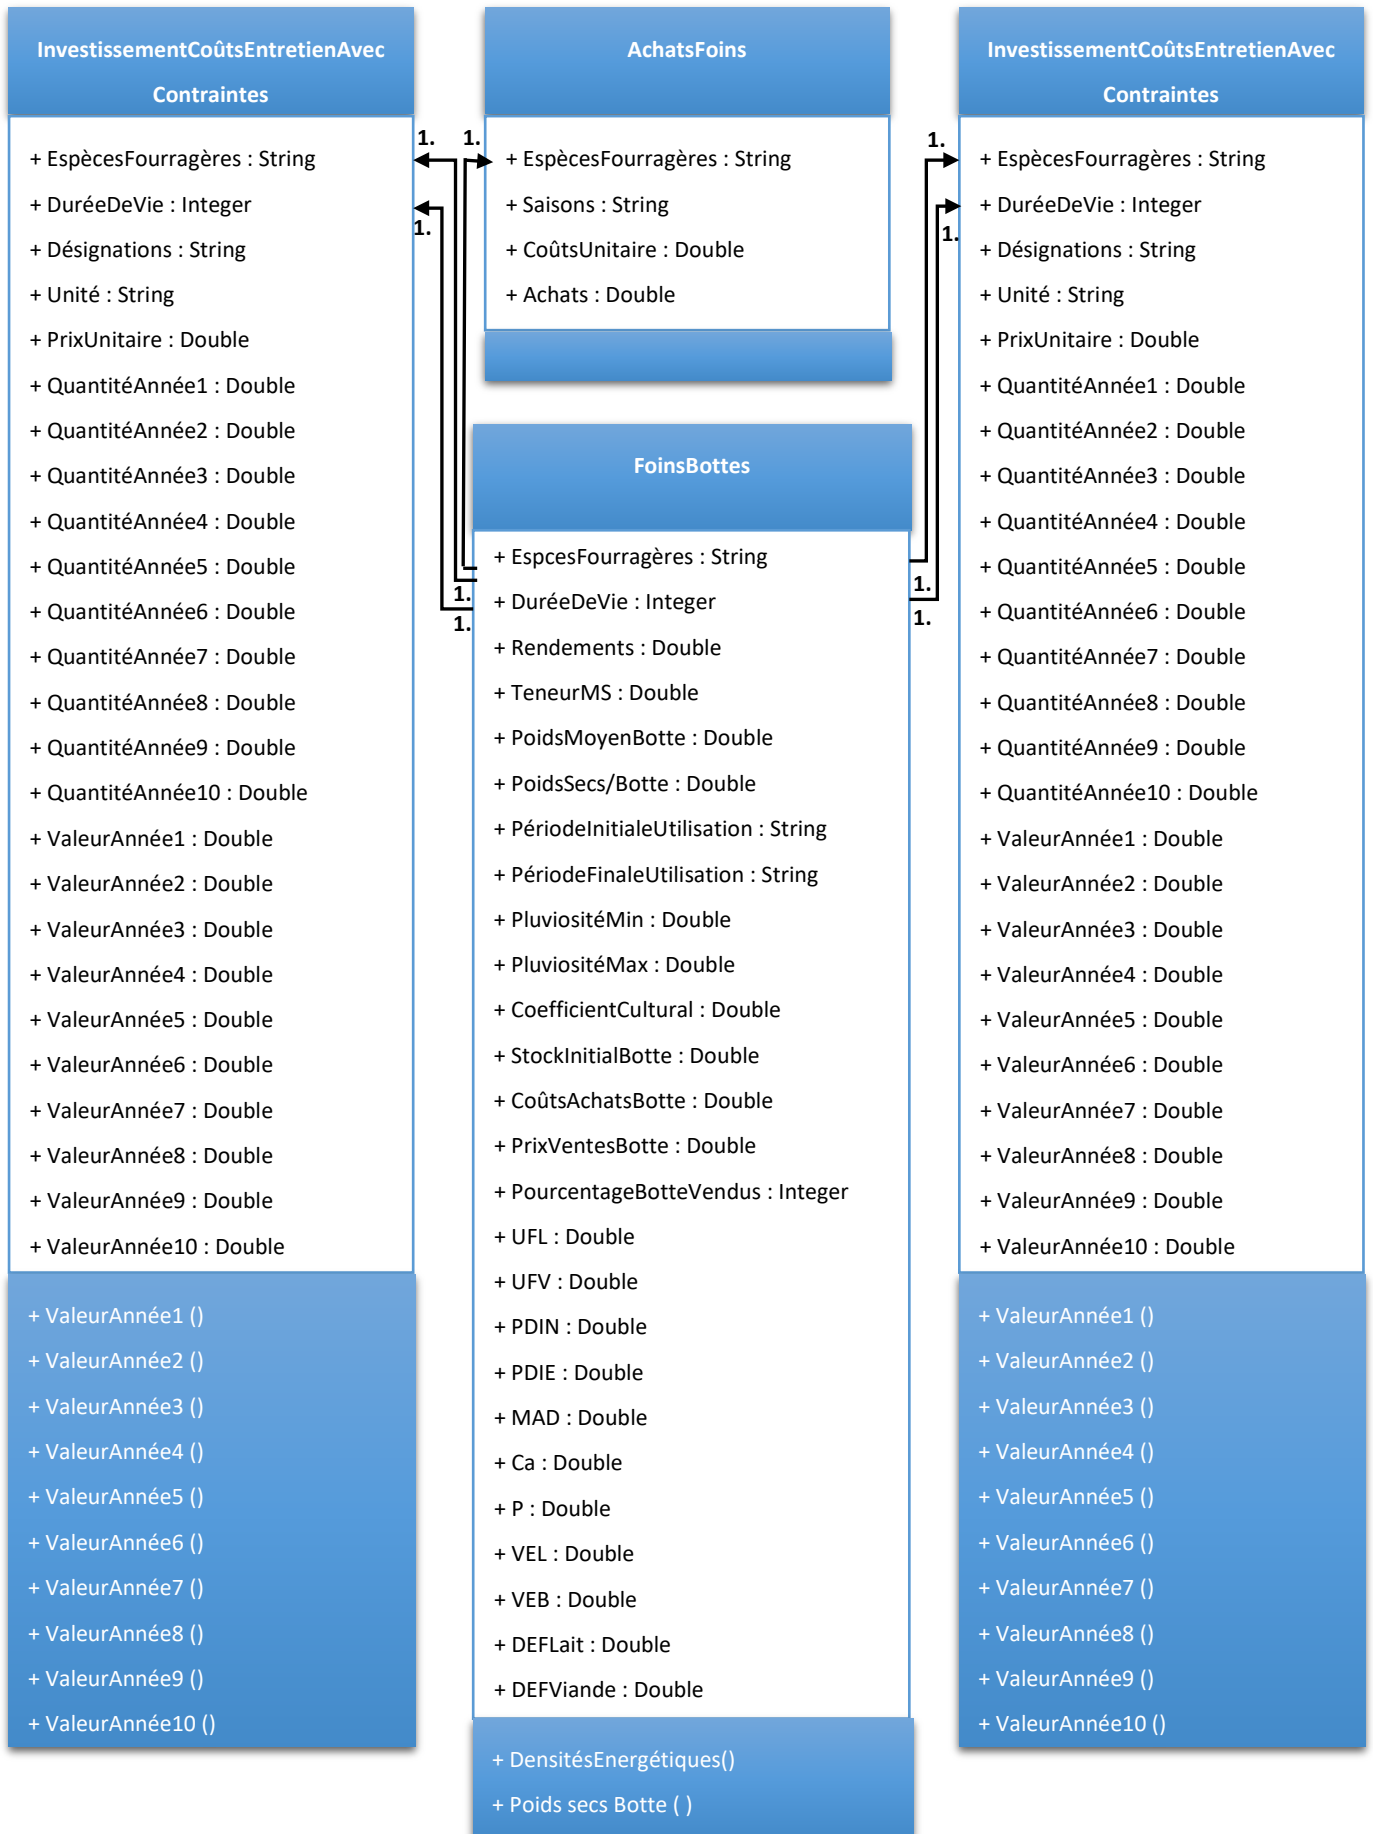 InvestissementCoûtsEntretienAvec
Contraintes
+ EspècesFourragères : String
+ DuréeDeVie : Integer
+ Désignations : String
+ Unité : String
+ PrixUnitaire : Double
+ QuantitéAnnée1 : Double
+ QuantitéAnnée2 : Double
+ QuantitéAnnée3 : Double
+ QuantitéAnnée4 : Double
+ QuantitéAnnée5 : Double
+ QuantitéAnnée6 : Double
+ QuantitéAnnée7 : Double
+ QuantitéAnnée8 : Double
+ QuantitéAnnée9 : Double
+ QuantitéAnnée10 : Double
+ ValeurAnnée1 : Double
+ ValeurAnnée2 : Double
+ ValeurAnnée3 : Double
+ ValeurAnnée4 : Double
+ ValeurAnnée5 : Double
+ ValeurAnnée6 : Double
+ ValeurAnnée7 : Double
+ ValeurAnnée8 : Double
+ ValeurAnnée9 : Double
+ ValeurAnnée10 : Double
+ ValeurAnnée1 ()
+ ValeurAnnée2 ()
+ ValeurAnnée3 ()
+ ValeurAnnée4 ()
+ ValeurAnnée5 ()
+ ValeurAnnée6 ()
+ ValeurAnnée7 ()
+ ValeurAnnée8 ()
+ ValeurAnnée9 ()
+ ValeurAnnée10 ()
1.
1.
1.
1.
1.
AchatsFoins
+ EspècesFourragères : String
+ Saisons : String
+ CoûtsUnitaire : Double
+ Achats : Double
FoinsBottes
+ EspcesFourragères : String
+ DuréeDeVie : Integer
+ Rendements : Double
+ TeneurMS : Double
+ PoidsMoyenBotte : Double
+ PoidsSecs/Botte : Double
+ PériodeInitialeUtilisation : String
+ PériodeFinaleUtilisation : String
+ PluviositéMin : Double
+ PluviositéMax : Double
+ CoefficientCultural : Double
+ StockInitialBotte : Double
+ CoûtsAchatsBotte : Double
+ PrixVentesBotte : Double
+ PourcentageBotteVendus : Integer
+ UFL : Double
+ UFV : Double
+ PDIN : Double
+ PDIE : Double
+ MAD : Double
+ Ca : Double
+ P : Double
+ VEL : Double
+ VEB : Double
+ DEFLait : Double
+ DEFViande : Double
+ DensitésEnergétiques()
+ Poids secs Botte ( )
1.
1.
1.
1.
InvestissementCoûtsEntretienAvec
Contraintes
+ EspècesFourragères : String
+ DuréeDeVie : Integer
+ Désignations : String
+ Unité : String
+ PrixUnitaire : Double
+ QuantitéAnnée1 : Double
+ QuantitéAnnée2 : Double
+ QuantitéAnnée3 : Double
+ QuantitéAnnée4 : Double
+ QuantitéAnnée5 : Double
+ QuantitéAnnée6 : Double
+ QuantitéAnnée7 : Double
+ QuantitéAnnée8 : Double
+ QuantitéAnnée9 : Double
+ QuantitéAnnée10 : Double
+ ValeurAnnée1 : Double
+ ValeurAnnée2 : Double
+ ValeurAnnée3 : Double
+ ValeurAnnée4 : Double
+ ValeurAnnée5 : Double
+ ValeurAnnée6 : Double
+ ValeurAnnée7 : Double
+ ValeurAnnée8 : Double
+ ValeurAnnée9 : Double
+ ValeurAnnée10 : Double
+ ValeurAnnée1 ()
+ ValeurAnnée2 ()
+ ValeurAnnée3 ()
+ ValeurAnnée4 ()
+ ValeurAnnée5 ()
+ ValeurAnnée6 ()
+ ValeurAnnée7 ()
+ ValeurAnnée8 ()
+ ValeurAnnée9 ()
+ ValeurAnnée10 ()